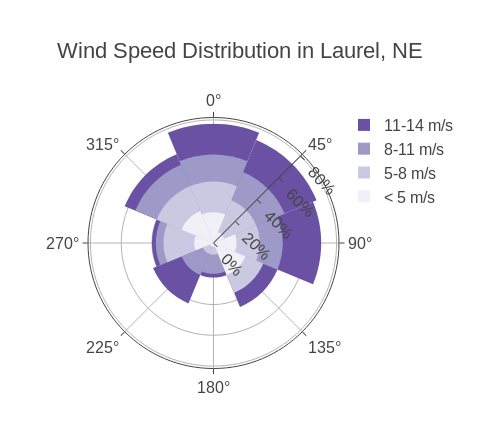 Wind Speed Distribution in Laurel, NE
0°
45°
90°
135°
180°
225°
270°
315°
0%
20%
40%
60%
80%
11-14 m/s
8-11 m/s
5-8 m/s
< 5 m/s